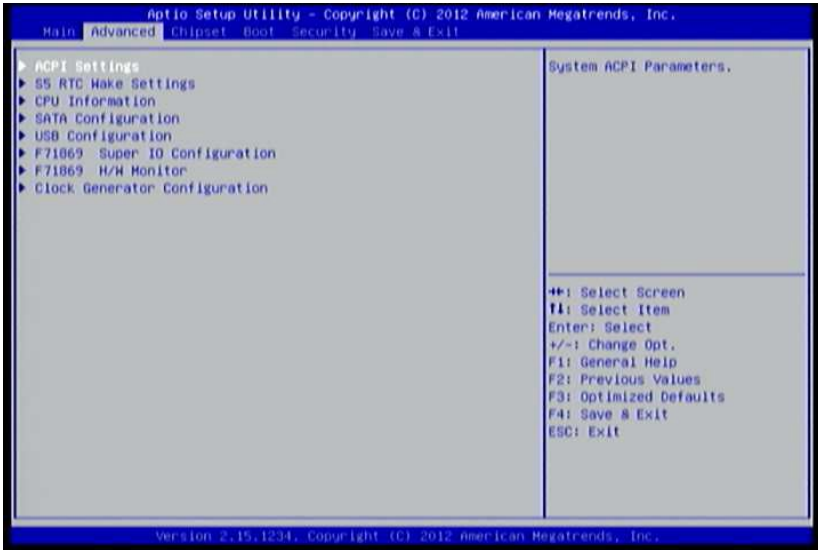 Aptio Setup Utility - Copyright (C) 2012 American Megatrends, Inc.
Main Advanced Chipset Boot Security Save & Exit
ACPI Settings
S5 RTC Wake Settings
CPU Information
SATA Configuration
USB Configuration
F71869 Super IO Configuration
F71869 H/W Monitor
Clock Generator Configuration
System ACPI Parameters.
→←: Select Screen
↑↓: Select Item
Enter: Select
+/-: Change Opt.
F1: General Help
F2: Previous Values
F3: Optimized Defaults
F4: Save & Exit
ESC: Exit
Version 2.15.1234. Copyright (C) 2012 American Megatrends, Inc.